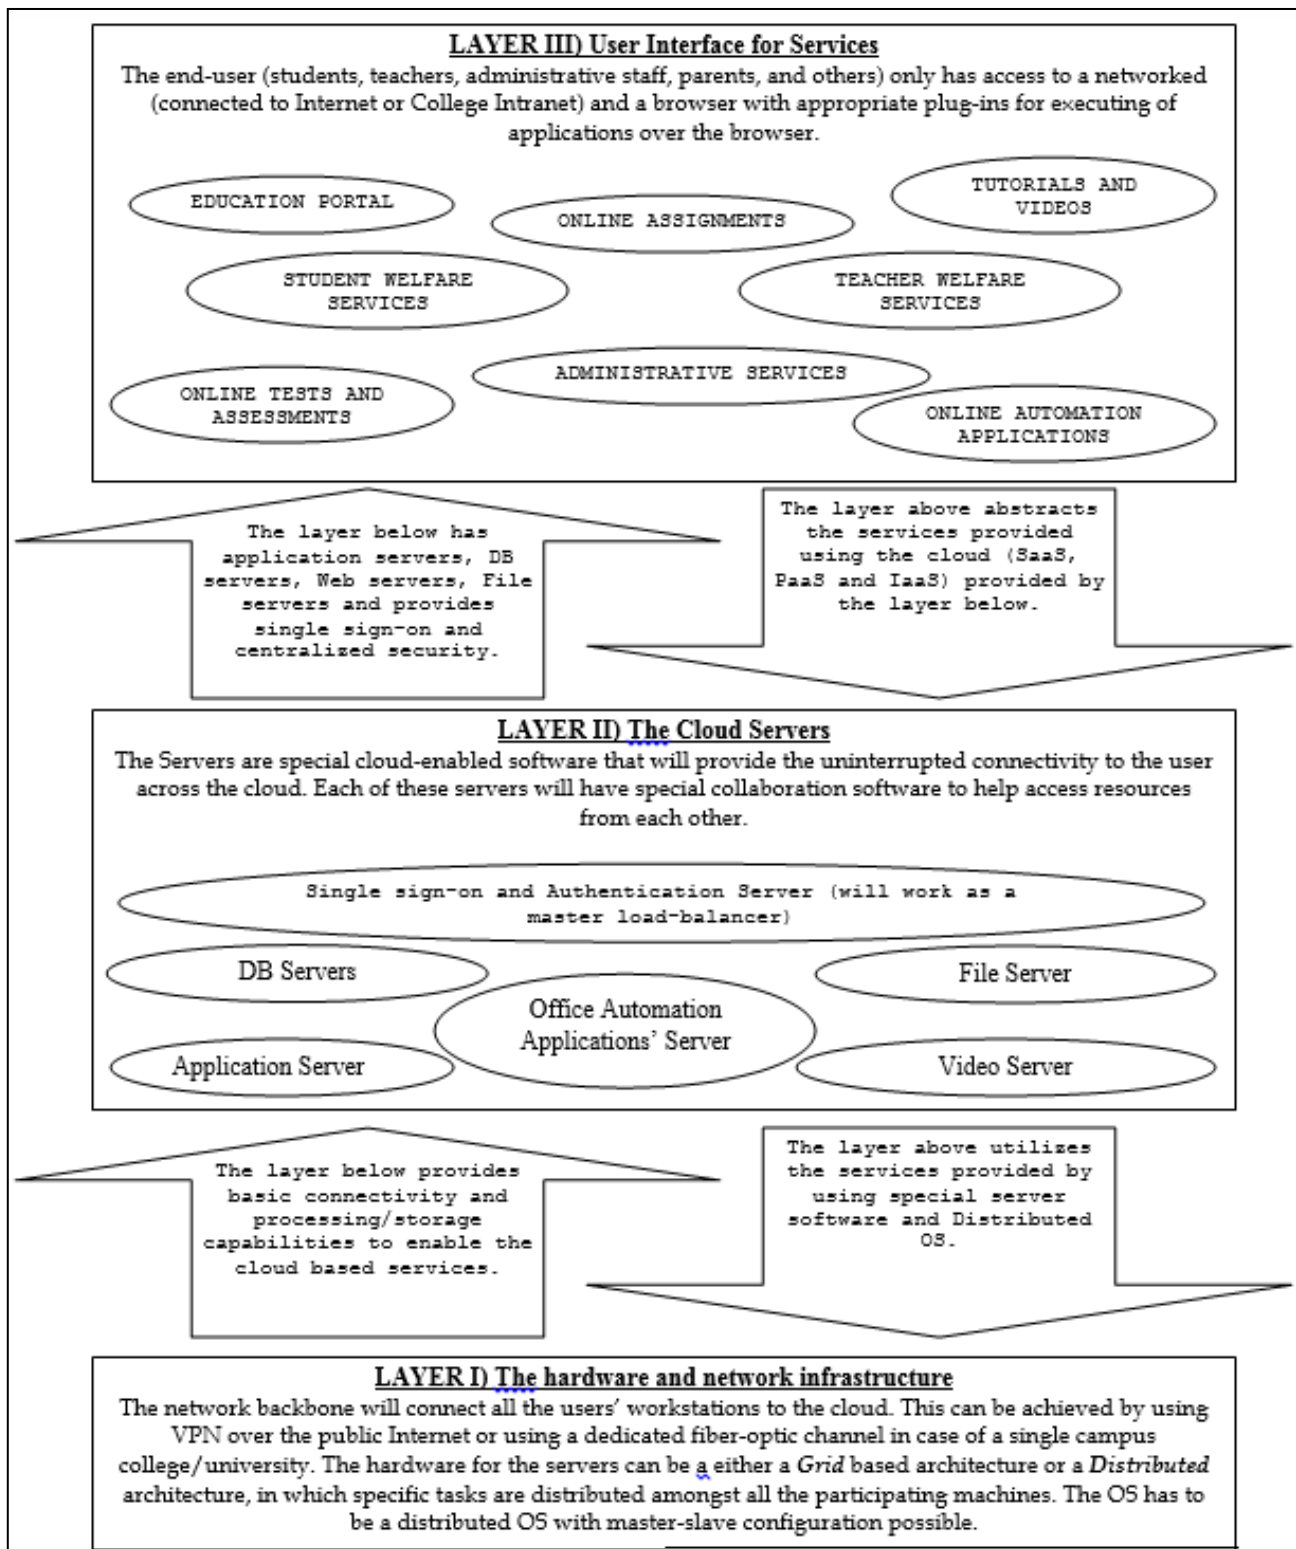 LAYER III) User Interface for Services
The end-user (students, teachers, administrative staff, parents, and others) only has access to a networked
(connected to Internet or College Intranet) and a browser with appropriate plug-ins for executing of
applications over the browser.
EDUCATION PORTAL
ONLINE ASSIGNMENTS
TUTORIALS AND
VIDEOS
STUDENT WELFARE
SERVICES
TEACHER WELFARE
SERVICES
ONLINE TESTS AND
ASSESSMENTS
ADMINISTRATIVE SERVICES
ONLINE AUTOMATION
APPLICATIONS
The layer below has
application servers, DB
servers, Web servers, File
servers and provides
single sign-on and
centralized security.
The layer above abstracts
the services provided
using the cloud (SaaS,
PaaS and IaaS) provided by
the layer below.
LAYER II) The Cloud Servers
The Servers are special cloud-enabled software that will provide the uninterrupted connectivity to the user
across the cloud. Each of these servers will have special collaboration software to help access resources
from each other.
Single sign-on and Authentication Server (will work as a
master load-balancer)
DB Servers
File Server
Office Automation
Applications’ Server
Application Server
Video Server
The layer below provides
basic connectivity and
processing/storage
capabilities to enable the
cloud based services.
The layer above utilizes
the services provided by
using special server
software and Distributed
OS.
LAYER I) The hardware and network infrastructure
The network backbone will connect all the users’ workstations to the cloud. This can be achieved by using
VPN over the public Internet or using a dedicated fiber-optic channel in case of a single campus
college/university. The hardware for the servers can be a either a Grid based architecture or a Distributed
architecture, in which specific tasks are distributed amongst all the participating machines. The OS has to
be a distributed OS with master-slave configuration possible.